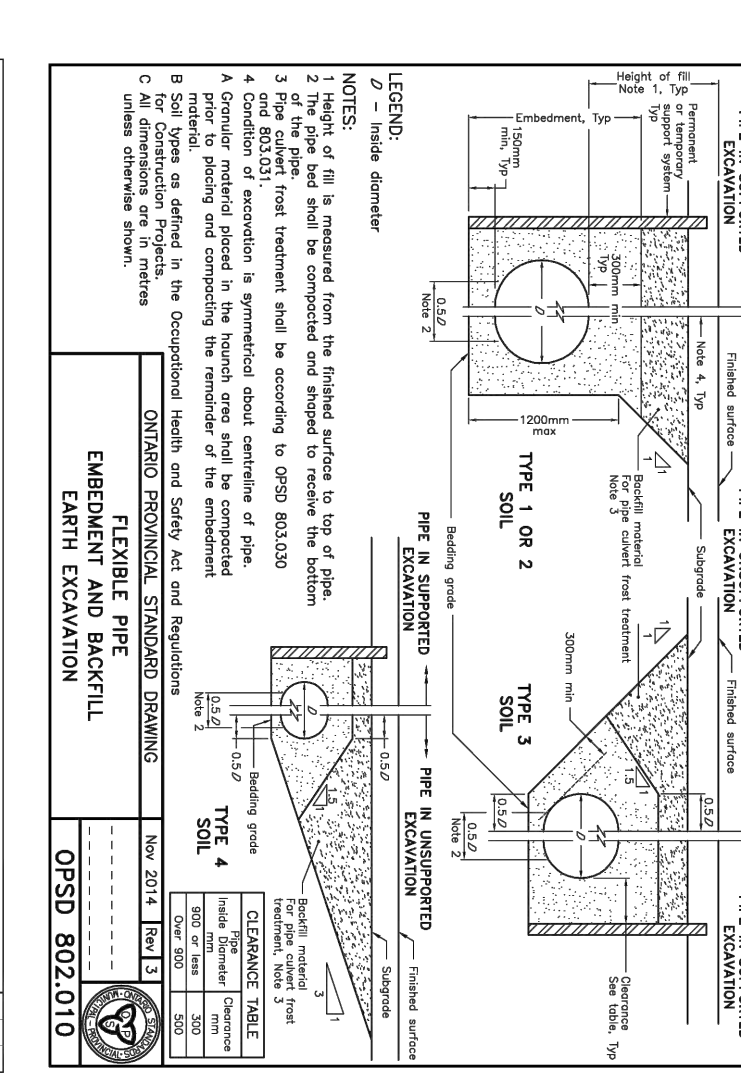 EXCAVATION
EXCAVATION
EXCAVATION
Height of fill
Note 1, Typ
Permanent
or temporary
support system
Typ
Embedment, Typ
150mm
min, Typ
300mm min
Typ
D
0.5D
Note 2
Note 4, Typ
Finished surface
1200mm
max
1
1
Backfill material
For pipe culvert frost treatment
Note 3
TYPE 1 OR 2
SOIL
Subgrade
Bedding grade
Finished surface
1
1
300mm min
TYPE 3
SOIL
1.5
1
0.5D
0.5D
0.5D
Note 2
D
Clearance
See table, Typ
PIPE IN SUPPORTED
EXCAVATION
PIPE IN UNSUPPORTED
EXCAVATION
D
0.5D
Note 2
0.5D
0.5D
Bedding grade
1.5
1
TYPE 4
SOIL
Backfill material
For pipe culvert frost
treatment, Note 3
3
1
Subgrade
Finished surface
CLEARANCE TABLE
Pipe
Inside Diameter
mm
Clearance
mm
900 or less 300
Over 900 500
LEGEND:
D – Inside diameter
NOTES:
1 Height of fill is measured from the finished surface to top of pipe.
2 The pipe bed shall be compacted and shaped to receive the bottom
of the pipe.
3 Pipe culvert frost treatment shall be according to OPSD 803.030
and 803.031.
4 Condition of excavation is symmetrical about centreline of pipe.
A Granular material placed in the haunch area shall be compacted
prior to placing and compacting the remainder of the embedment
material.
B Soil types as defined in the Occupational Health and Safety Act and Regulations
for Construction Projects.
C All dimensions are in metres
unless otherwise shown.
ONTARIO PROVINCIAL STANDARD DRAWING
Nov 2014 Rev 3
FLEXIBLE PIPE
EMBEDMENT AND BACKFILL
EARTH EXCAVATION
OPSD 802.010
ONTARIO
MUNICIPAL - PROVINCIAL
STANDARDS
O P S